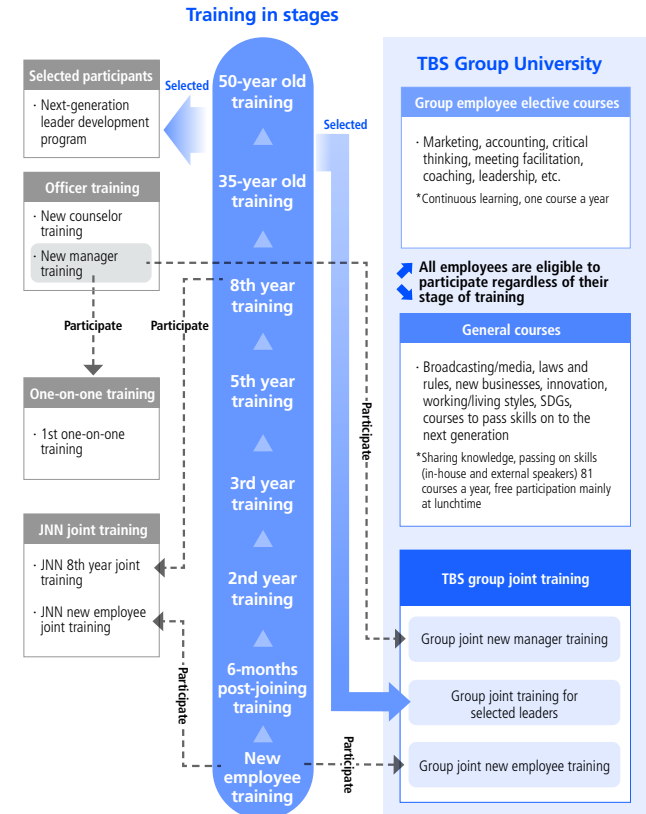 Training in stages
Selected participants
· Next-generation
leader development
program
Selected
Officer training
· New counselor
training
· New manager
training
Participate
Participate
One-on-one training
· 1st one-on-one
training
JNN joint training
· JNN 8th year joint
training
· JNN new employee
joint training
Participate
50-year old
training
35-year old
training
8th year
training
5th year
training
3rd year
training
2nd year
training
6-months
post-joining
training
New
employee
training
Selected
Participate
Participate
TBS Group University
Group employee elective courses
· Marketing, accounting, critical
thinking, meeting facilitation,
coaching, leadership, etc.
*Continuous learning, one course a year
All employees are eligible to
participate regardless of their
stage of training
General courses
· Broadcasting/media, laws and
rules, new businesses, innovation,
working/living styles, SDGs,
courses to pass skills on to the
next generation
*Sharing knowledge, passing on skills
(in-house and external speakers) 81
courses a year, free participation mainly
at lunchtime
TBS group joint training
Group joint new manager training
Group joint training for
selected leaders
Group joint new employee training